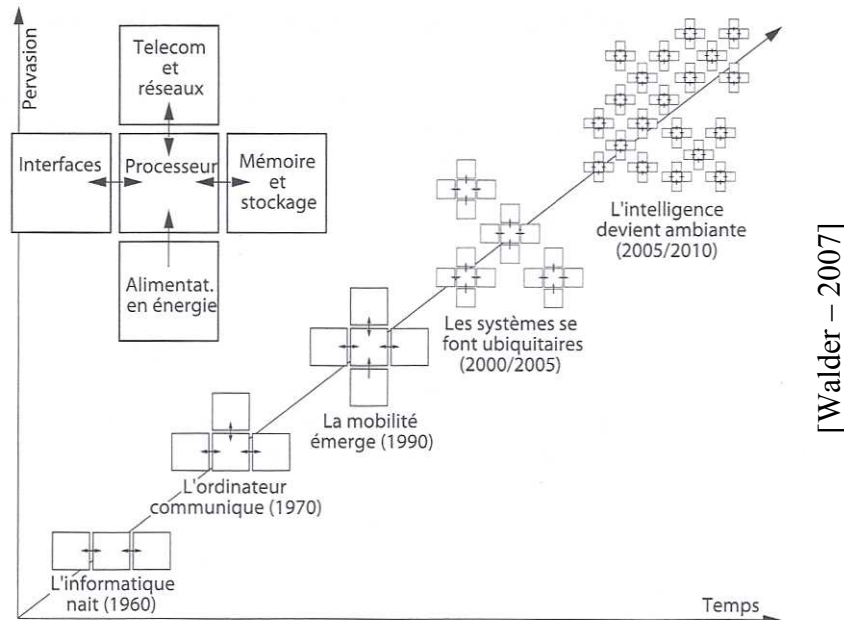 Pervasion
Telecom
et
réseaux
Interfaces
Processeur
Mémoire
et
stockage
Alimentat.
en énergie
L'informatique
nait (1960)
L'ordinateur
communique (1970)
La mobilité
émerge (1990)
Les systèmes se
font ubiquitaires
(2000/2005)
L'intelligence
devient ambiante
(2005/2010)
Temps
[Walder – 2007]